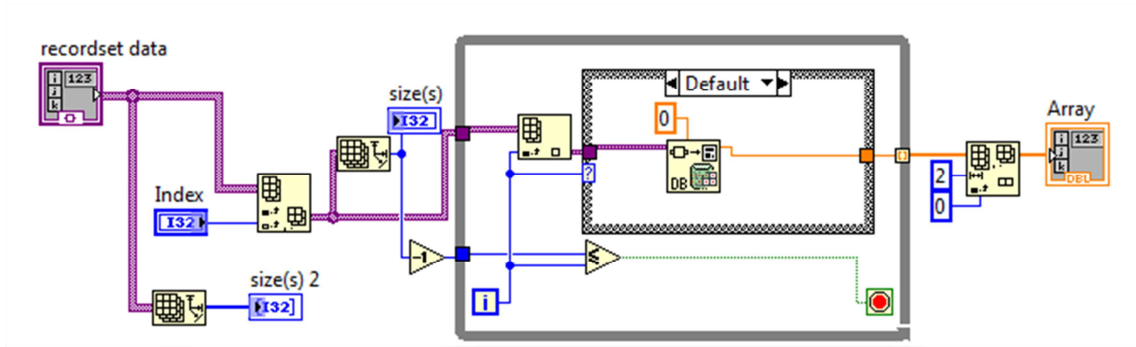 recordset data
123
i
j
k
size(s)
I32
Default
0
Array
123
i
j
k
DBL
DB
?
2
0
Index
I32
-1
≤
size(s) 2
I32
i